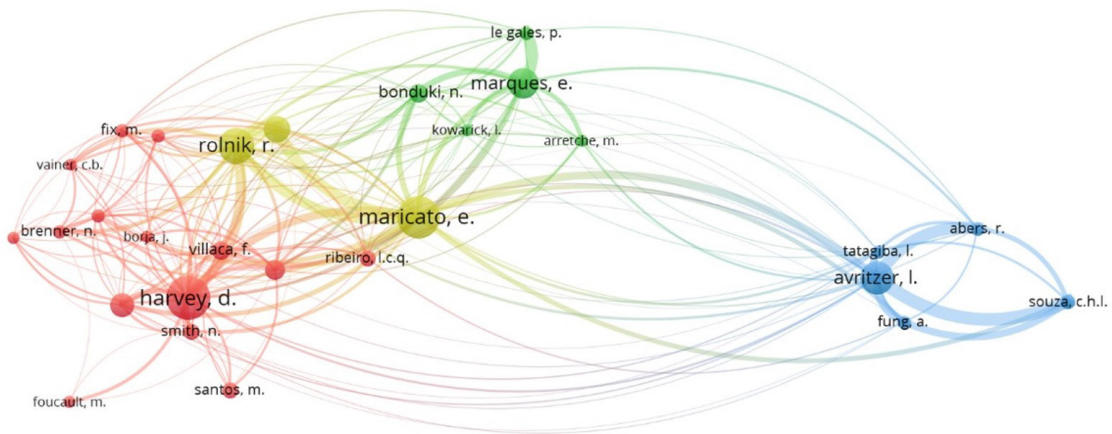 le gales, p.
marques, e.
bonduki, n.
fix, m.
kowarick, l.
rolnik, r.
arretche, m.
vainer, c.b.
maricato, e.
brenner, n.
abers, r.
borja, j.
villaca, f.
tatagiba, l.
ribeiro, l.c.q.
avritzer, l.
harvey, d.
souza, c.h.l.
fung, a.
smith, n.
santos, m.
foucault, m.